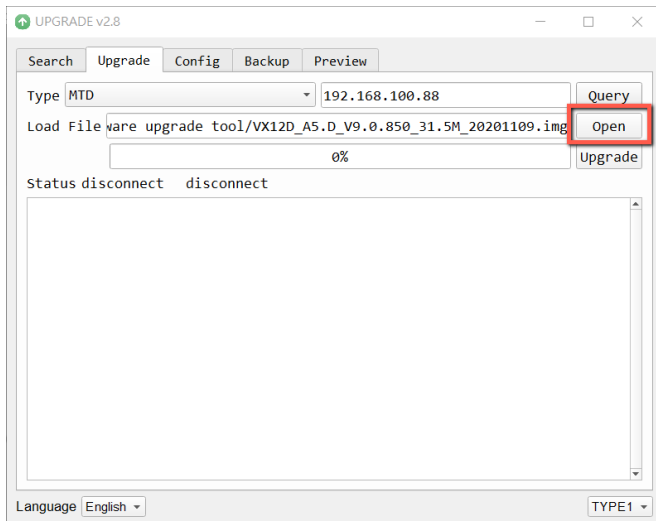 UPGRADE v2.8
Search Upgrade Config Backup Preview
Type MTD 192.168.100.88 Query
Load File ware upgrade tool/VX12D_A5.D_V9.0.850_31.5M_20201109.img Open
0% Upgrade
Status disconnect disconnect
Language English TYPE1